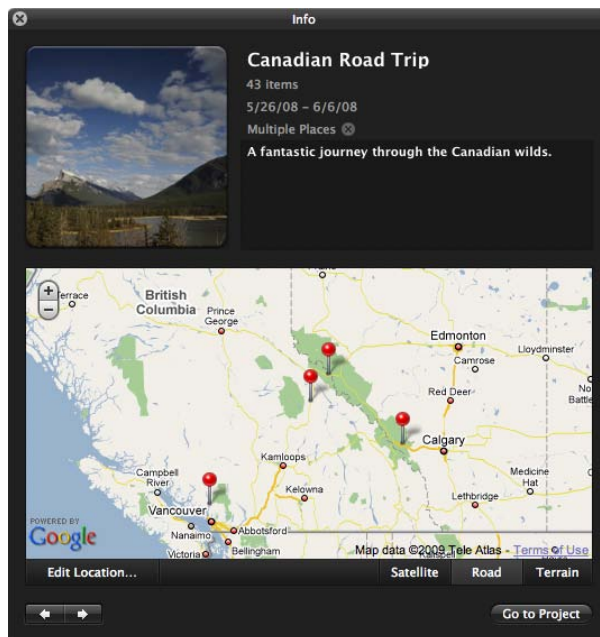 Info
Canadian Road Trip
43 items
5/26/08 – 6/6/08
Multiple Places
A fantastic journey through the Canadian wilds.
Terrace
British
Columbia
Prince
George
Edmonton
Camrose
Lloydminster
Red Deer
No
Battle
Calgary
Kamloops
Kelowna
Medicine
Hat
Lethbridge
Campbell
River
Vancouver
Abbotsford
Nanaimo
Victoria
Bellingham
POWERED BY
Google
Map data ©2009 Tele Atlas - Terms of Use
Edit Location...
Satellite
Road
Terrain
Go to Project